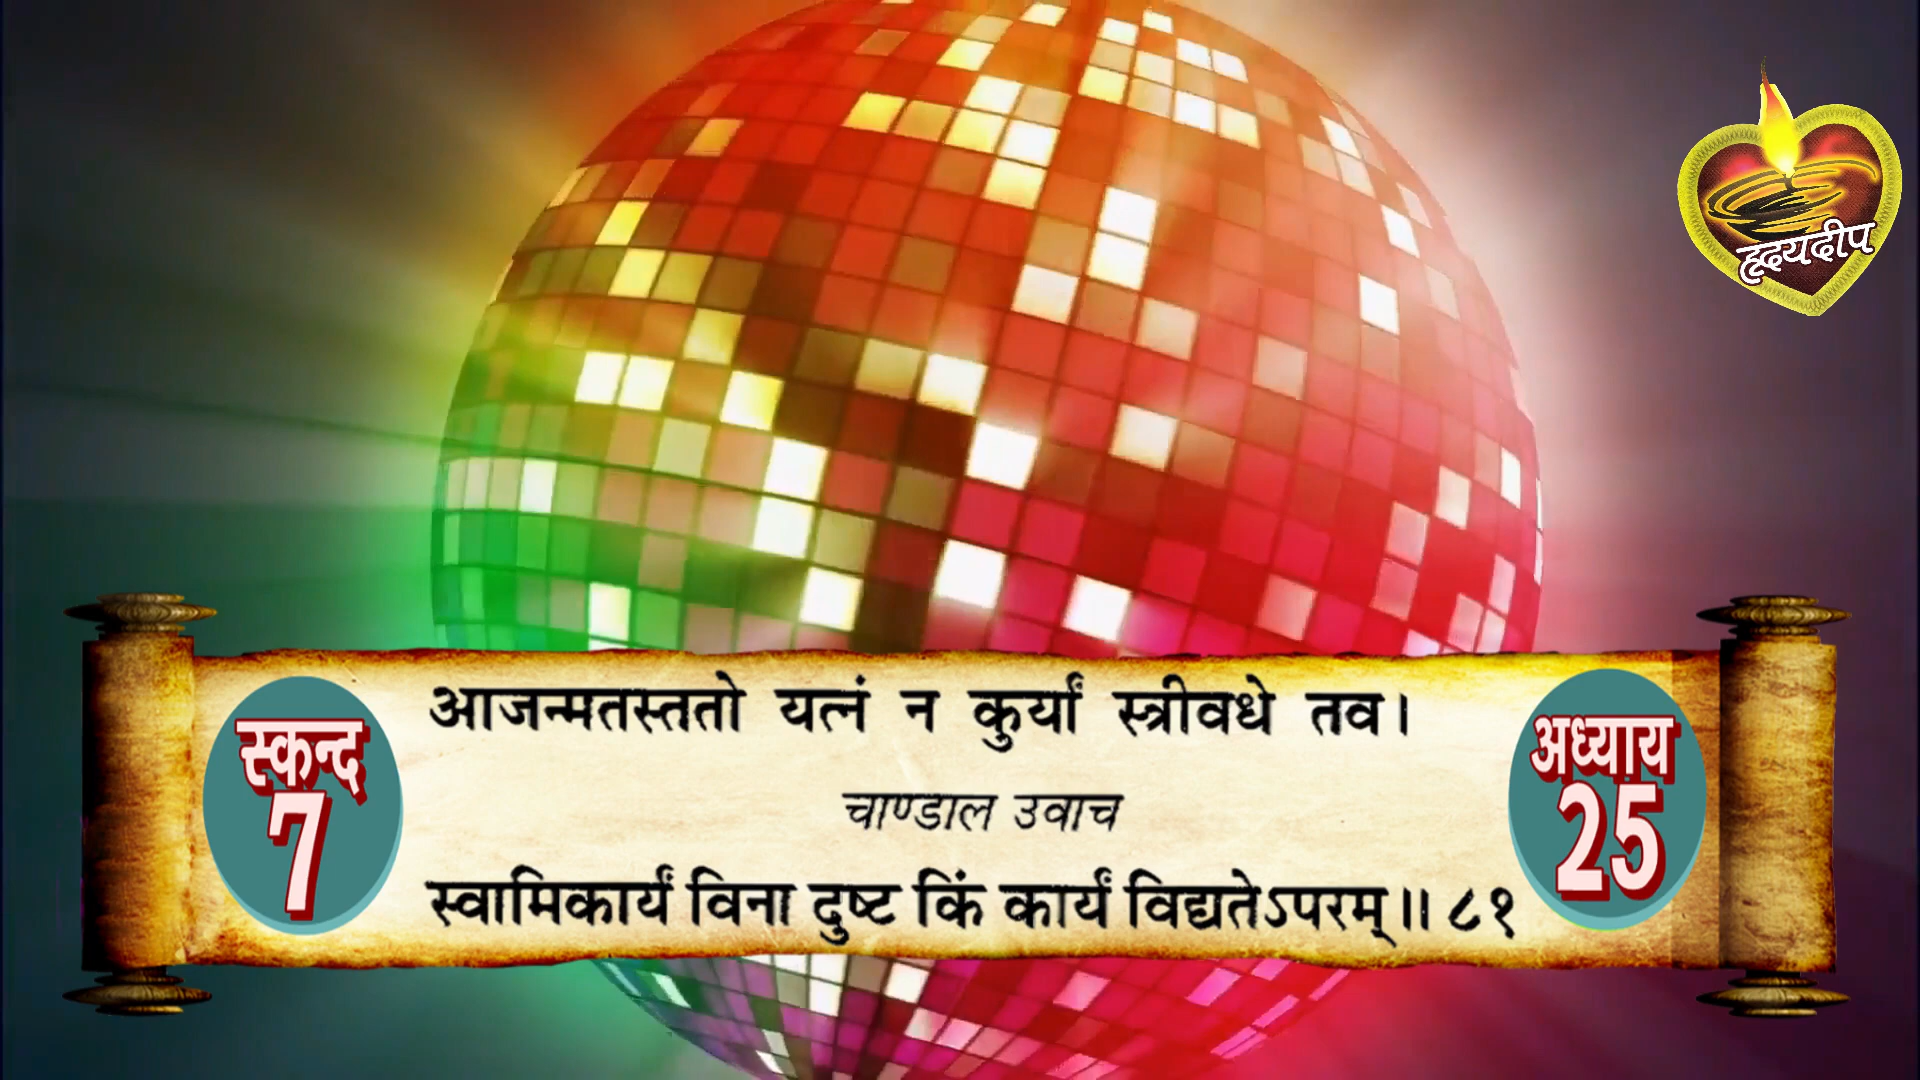 हृदयदीप
आजन्मतस्ततो यत्नं न कुर्यां स्त्रीवधे तव।
स्कन्द
7
चाण्डाल उवाच
अध्याय
25
स्वामिकार्यं विना दुष्ट किं कार्यं विद्यतेऽपरम्॥ ८१